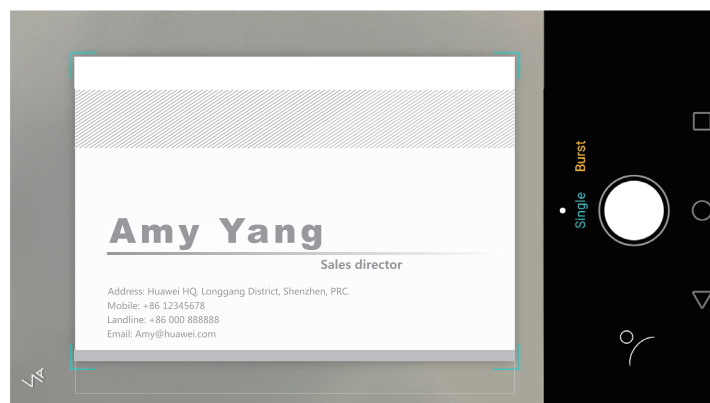 Amy Yang
Sales director
Address: Huawei HQ, Longgang District, Shenzhen, PRC.
Mobile: +86 12345678
Landline: +86 000 888888
Email: Amy@huawei.com
Burst
Single